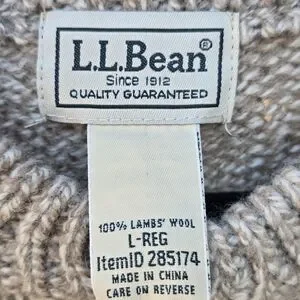 L.L.Bean®
Since 1912
QUALITY GUARANTEED
100% LAMBS' WOOL
L-REG
ItemID 285174
MADE IN CHINA
CARE ON REVERSE